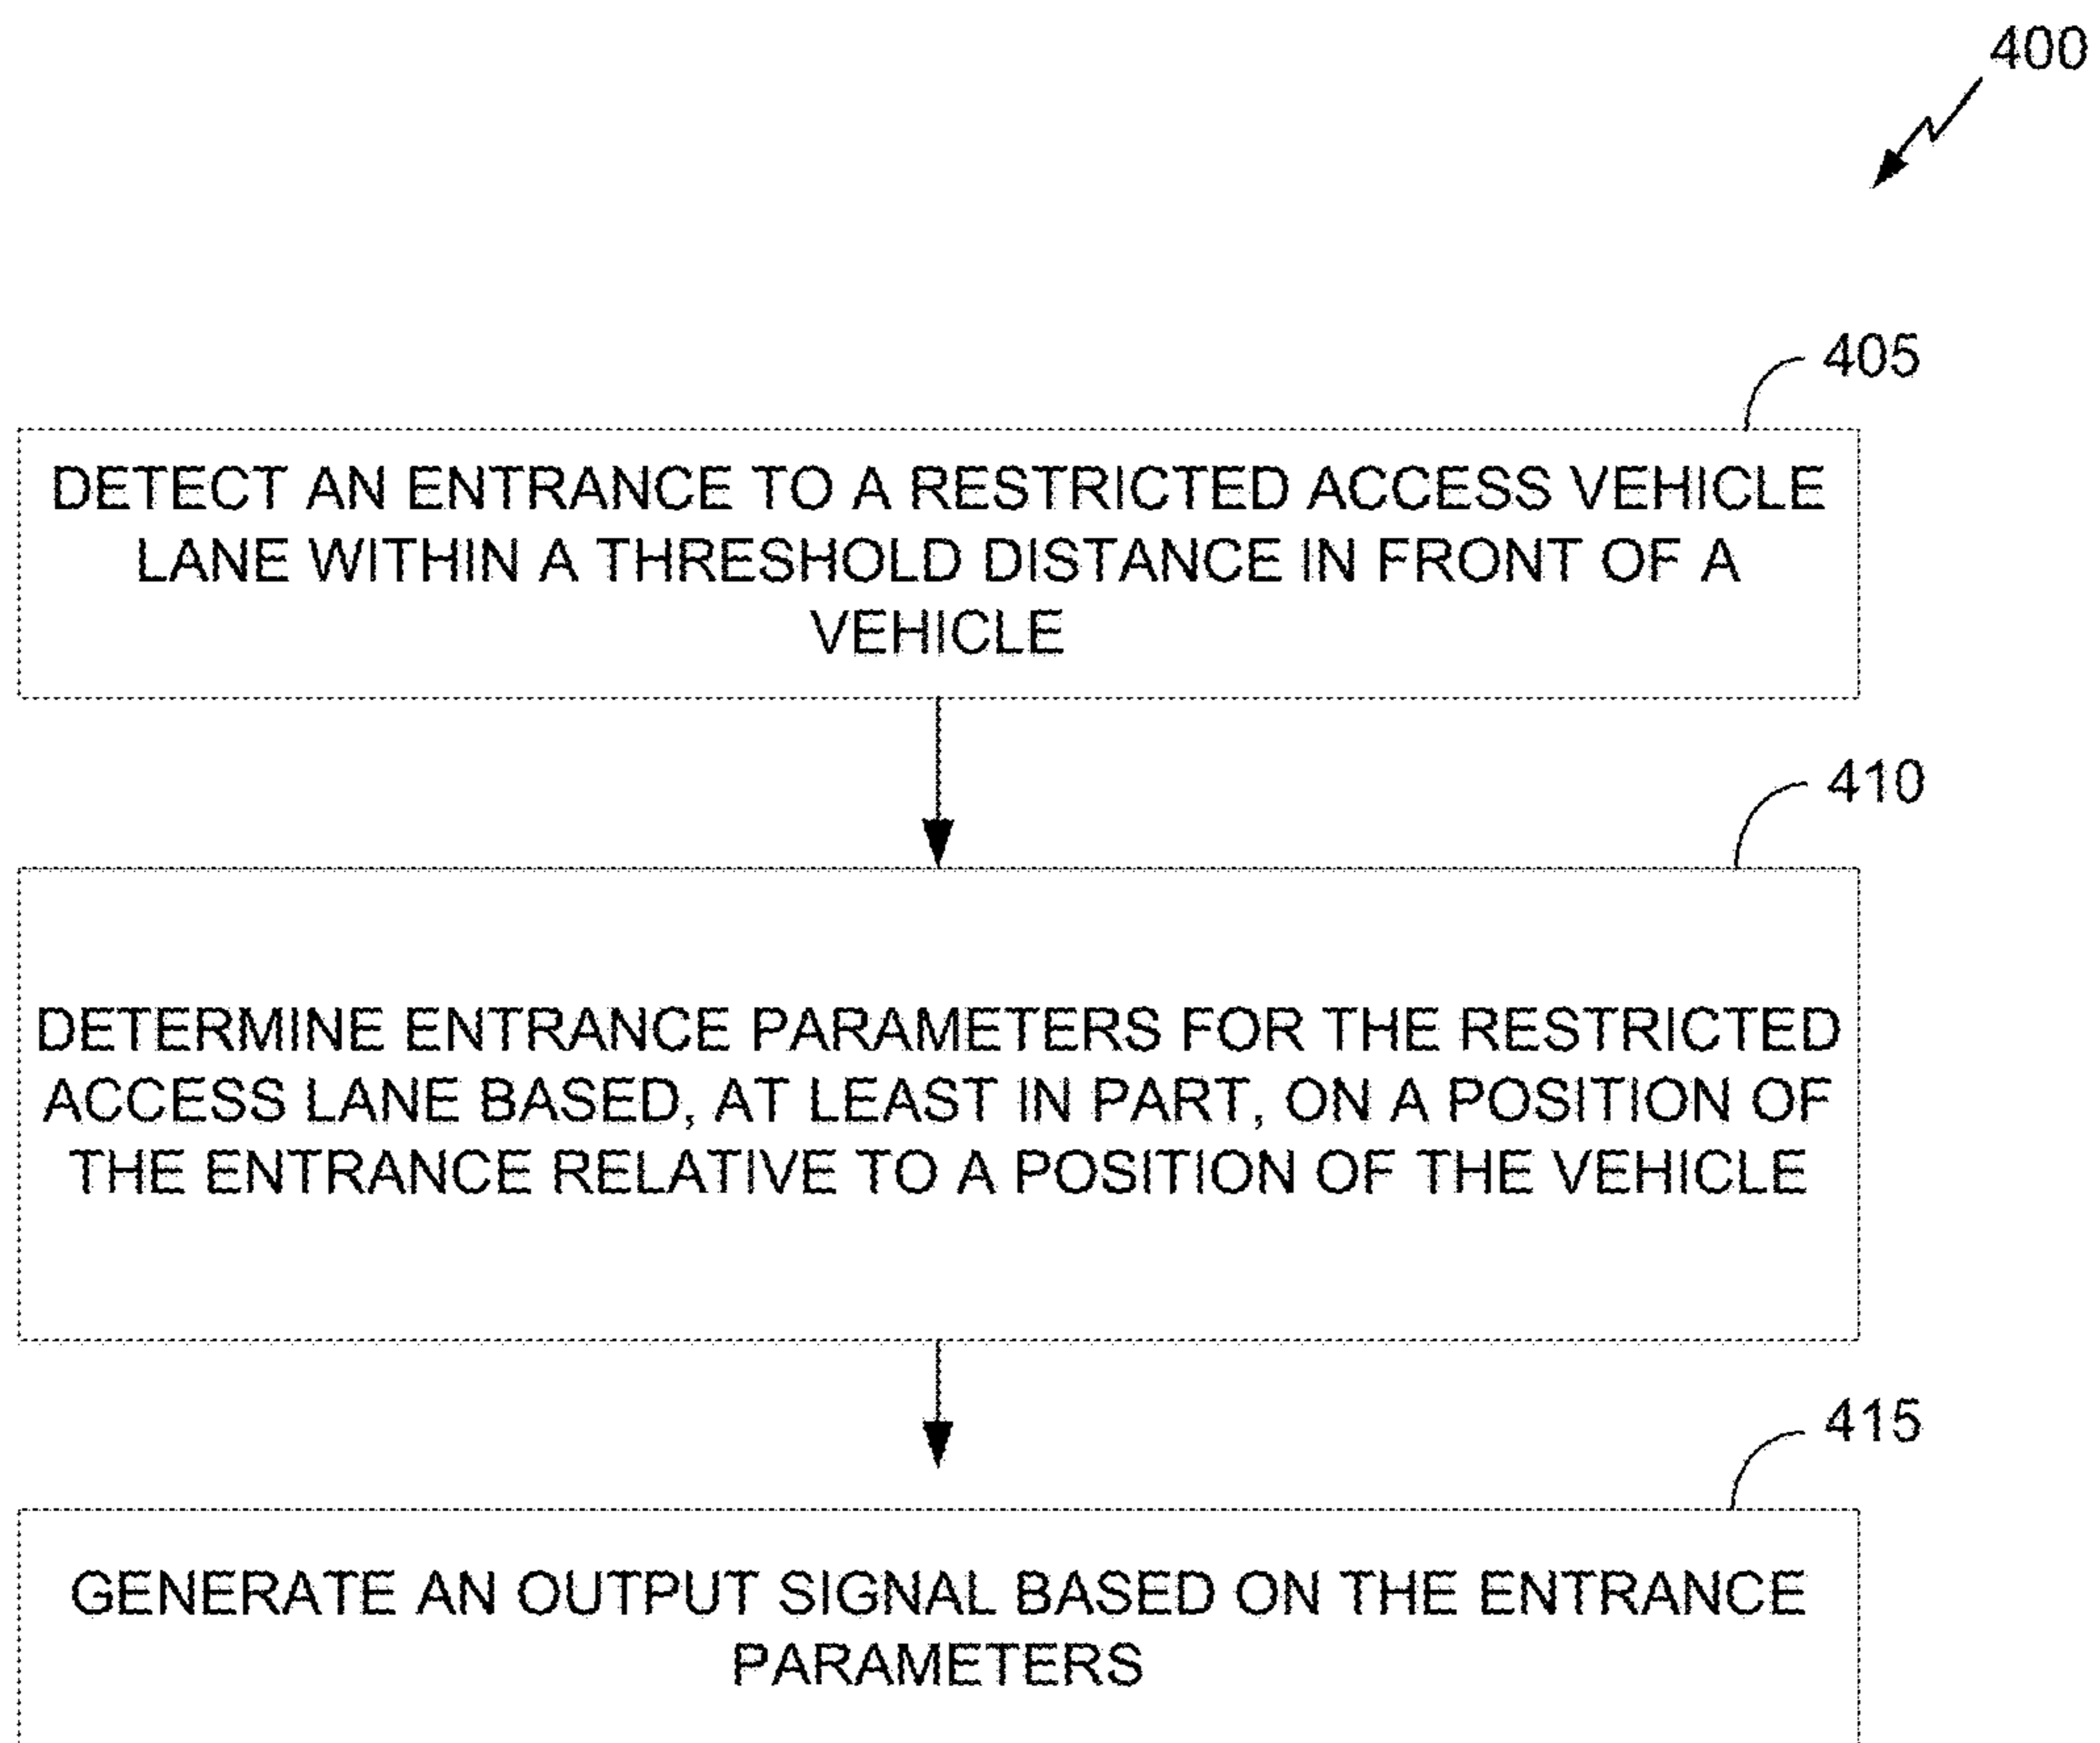 400
405
DETECT AN ENTRANCE TO A RESTRICTED ACCESS VEHICLE
LANE WITHIN A THRESHOLD DISTANCE IN FRONT OF A
VEHICLE
410
DETERMINE ENTRANCE PARAMETERS FOR THE RESTRICTED
ACCESS LANE BASED, AT LEAST IN PART, ON A POSITION OF
THE ENTRANCE RELATIVE TO A POSITION OF THE VEHICLE
415
GENERATE AN OUTPUT SIGNAL BASED ON THE ENTRANCE
PARAMETERS